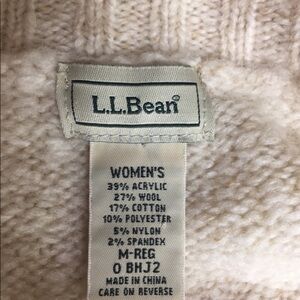 L.L.Bean®
WOMEN'S
39% ACRYLIC
27% WOOL
17% COTTON
10% POLYESTER
5% NYLON
2% SPANDEX
M-REG
0 BHJ2
MADE IN CHINA
CARE ON REVERSE